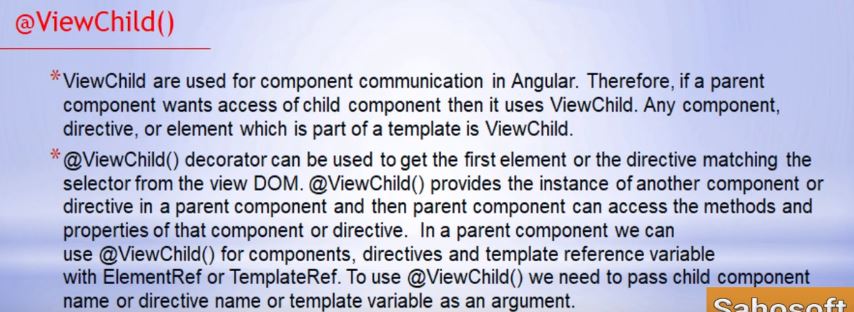 @ViewChild()
*ViewChild are used for component communication in Angular. Therefore, if a parent
component wants access of child component then it uses ViewChild. Any component,
directive, or element which is part of a template is ViewChild.
*@ViewChild() decorator can be used to get the first element or the directive matching the
selector from the view DOM. @ViewChild() provides the instance of another component or
directive in a parent component and then parent component can access the methods and
properties of that component or directive. In a parent component we can
use @ViewChild() for components, directives and template reference variable
with ElementRef or TemplateRef. To use @ViewChild() we need to pass child component
name or directive name or template variable as an argument.
Sahosoft